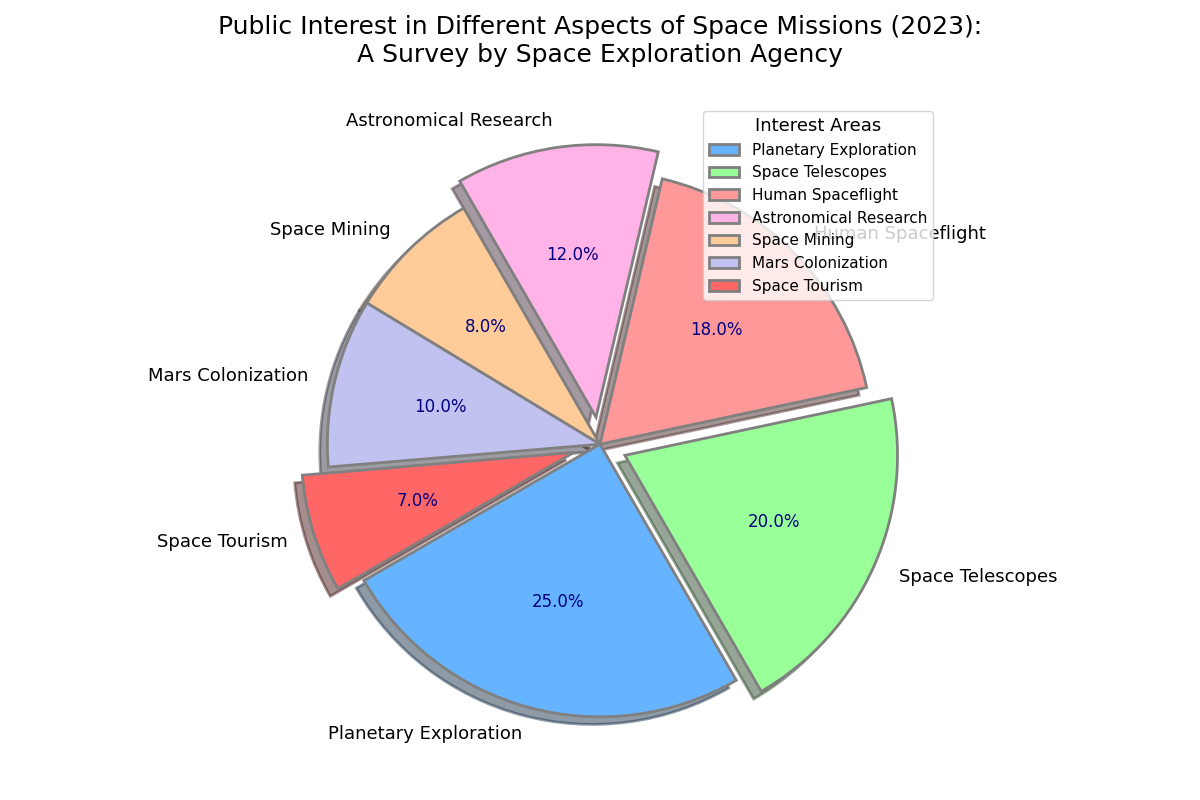 Public Interest in Different Aspects of Space Missions (2023):
A Survey by Space Exploration Agency
Astronomical Research
Interest Areas
Planetary Exploration
Space Telescopes
Human Spaceflight
Astronomical Research
Space Mining
Mars Colonization
Space Tourism
Human Spaceflight
Space Mining
12.0%
18.0%
8.0%
Mars Colonization
10.0%
7.0%
20.0%
Space Tourism
Space Telescopes
25.0%
Planetary Exploration